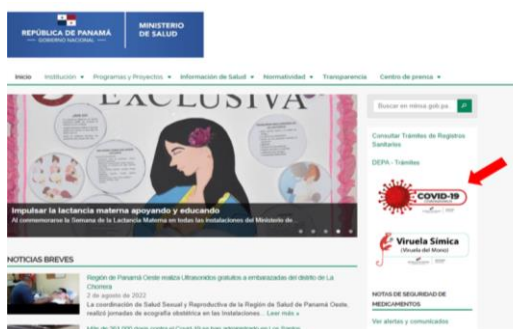 REPÚBLICA DE PANAMÁ
— GOBIERNO NACIONAL —
MINISTERIO
DE SALUD
Inicio Institución Programas y Proyectos Información de Salud Normatividad Transparencia Centro de prensa
EXCLUSIVA
Buscar en minsa.gob.pa
Consultar Trámites de Registros
Sanitarios
DEPA - Trámites
COVID-19
Impulsar la lactancia materna apoyando y educando
Al conmemorarse la Semana de la Lactancia Materna en todas las instalaciones del Ministerio de ...
Viruela Símica
(Viruela del Mono)
NOTICIAS BREVES
Región de Panamá Oeste realiza Ultrasonidos gratuitos a embarazadas del distrito de La
Chorrera
2 de agosto de 2022
La coordinación de Salud Sexual y Reproductiva de la Región de Salud de Panamá Oeste,
realizó jornadas de ecografía obstétrica en las instalaciones... Leer más »
NOTAS DE SEGURIDAD DE
MEDICAMENTOS
Ver alertas y comunicados